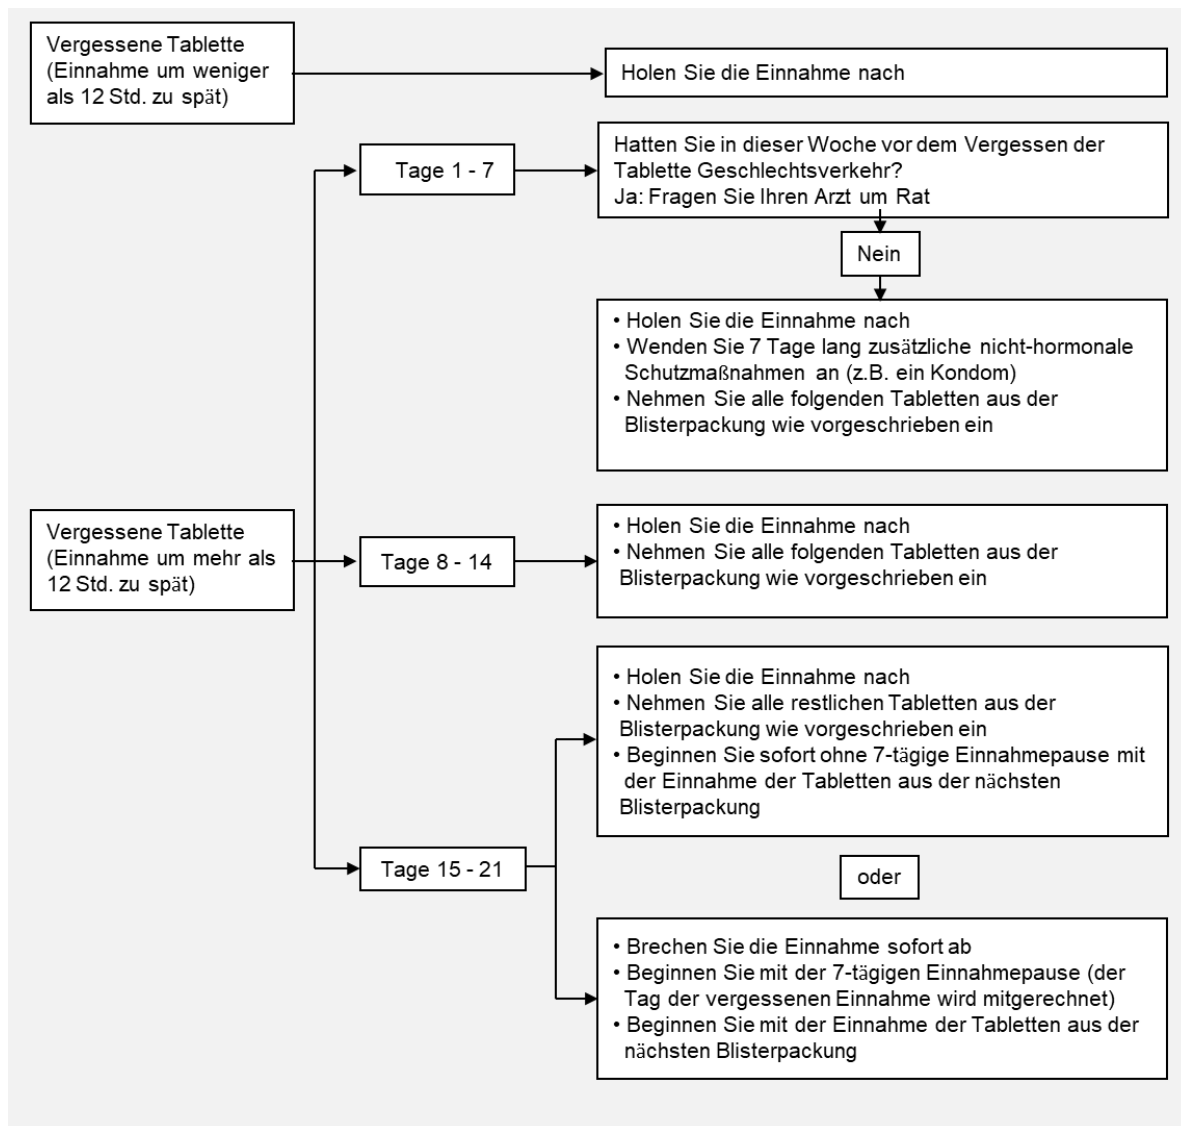 Vergessene Tablette
(Einnahme um weniger
als 12 Std. zu spät)
Holen Sie die Einnahme nach
Tage 1 - 7
Hatten Sie in dieser Woche vor dem Vergessen der
Tablette Geschlechtsverkehr?
Ja: Fragen Sie Ihren Arzt um Rat
Nein
• Holen Sie die Einnahme nach
• Wenden Sie 7 Tage lang zusätzliche nicht-hormonale
Schutzmaßnahmen an (z.B. ein Kondom)
• Nehmen Sie alle folgenden Tabletten aus der
Blisterpackung wie vorgeschrieben ein
Vergessene Tablette
(Einnahme um mehr als
12 Std. zu spät)
Tage 8 - 14
• Holen Sie die Einnahme nach
• Nehmen Sie alle folgenden Tabletten aus der
Blisterpackung wie vorgeschrieben ein
Tage 15 - 21
• Holen Sie die Einnahme nach
• Nehmen Sie alle restlichen Tabletten aus der
Blisterpackung wie vorgeschrieben ein
• Beginnen Sie sofort ohne 7-tägige Einnahmepause mit
der Einnahme der Tabletten aus der nächsten
Blisterpackung
oder
• Brechen Sie die Einnahme sofort ab
• Beginnen Sie mit der 7-tägigen Einnahmepause (der
Tag der vergessenen Einnahme wird mitgerechnet)
• Beginnen Sie mit der Einnahme der Tabletten aus der
nächsten Blisterpackung